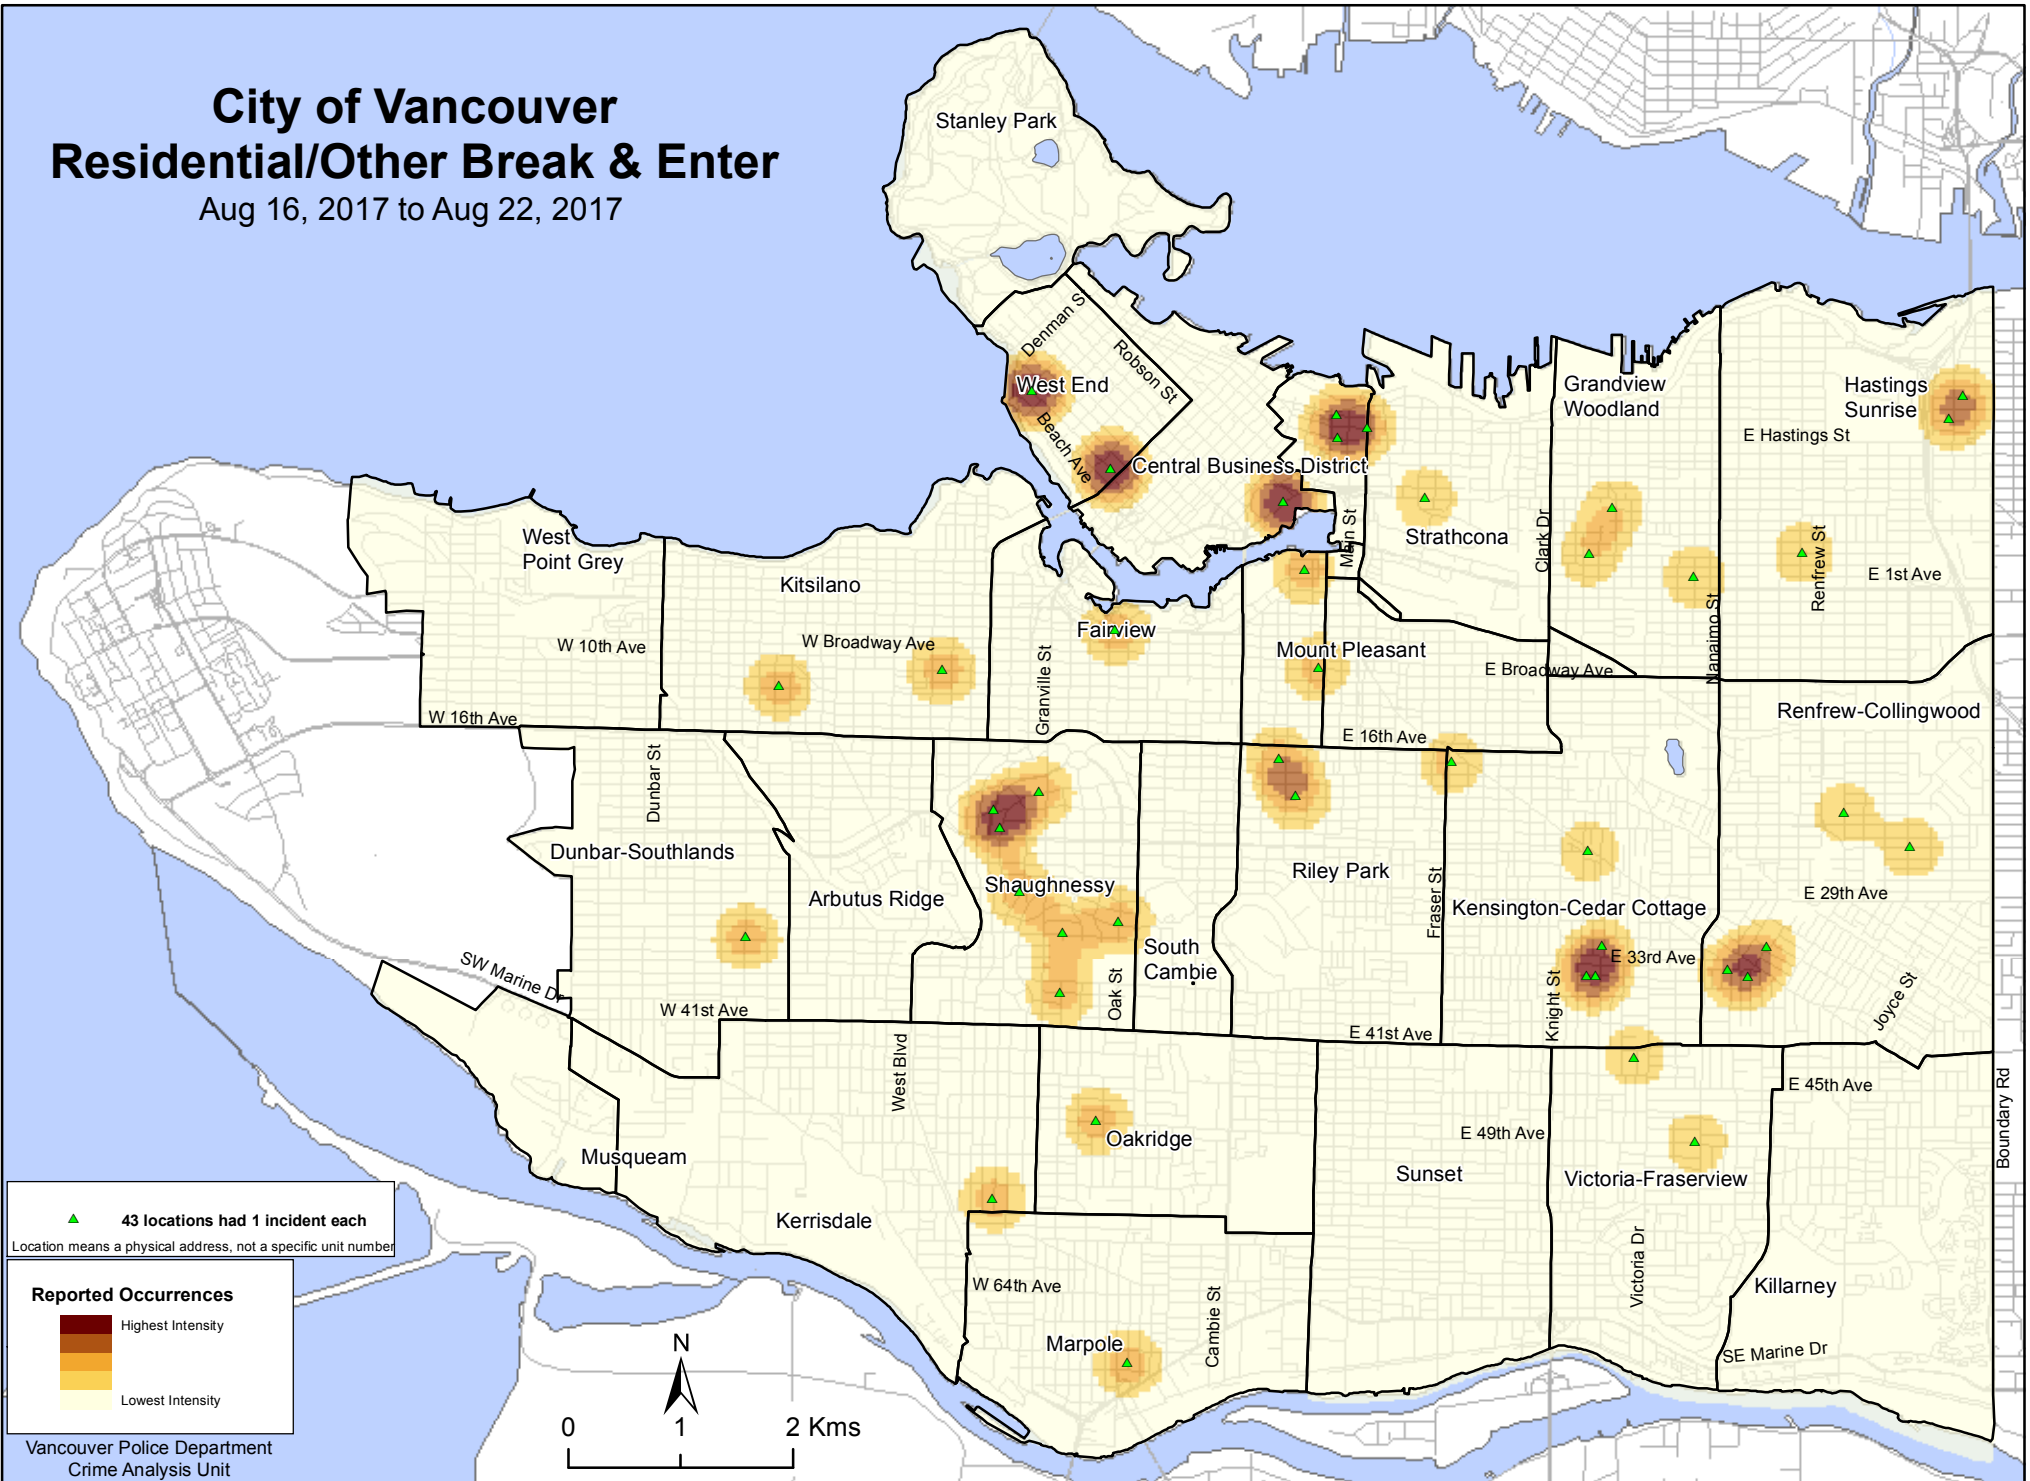 City of Vancouver
Residential/Other Break & Enter
Aug 16, 2017 to Aug 22, 2017
Stanley Park
Denman S
Robson St
West End
Beach Ave
Central Business District
Grandview
Woodland
Hastings
Sunrise
E Hastings St
Main St
Strathcona
Clark Dr
Renfrew St
E 1st Ave
Nanaimo St
West
Point Grey
Kitsilano
W 10th Ave
W Broadway Ave
Fairview
Granville St
Mount Pleasant
E Broadway Ave
W 16th Ave
E 16th Ave
Renfrew-Collingwood
Dunbar St
Dunbar-Southlands
Arbutus Ridge
Shaughnessy
Riley Park
Fraser St
Kensington-Cedar Cottage
E 29th Ave
South
Cambie
Oak St
E 33rd Ave
Knight St
Joyce St
SW Marine Dr
W 41st Ave
E 41st Ave
West Blvd
E 45th Ave
Boundary Rd
Oakridge
E 49th Ave
Musqueam
Sunset
Victoria-Fraserview
Kerrisdale
Victoria Dr
W 64th Ave
Cambie St
Killarney
Marpole
SE Marine Dr
43 locations had 1 incident each
Location means a physical address, not a specific unit number
Reported Occurrences
Highest Intensity
Lowest Intensity
Vancouver Police Department
Crime Analysis Unit
N
0 1 2 Kms